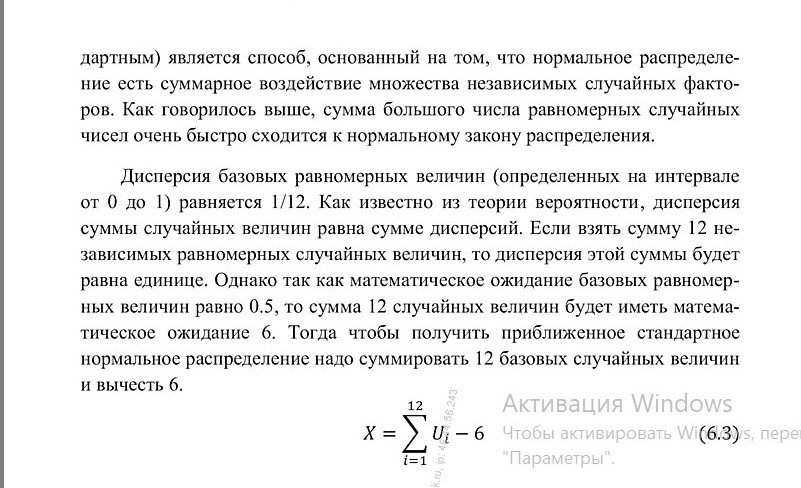 дартным) является способ, основанный на том, что нормальное распределе-
ние есть суммарное воздействие множества независимых случайных факто-
ров. Как говорилось выше, сумма большого числа равномерных случайных
чисел очень быстро сходится к нормальному закону распределения.
Дисперсия базовых равномерных величин (определенных на интервале
от 0 до 1) равняется 1/12. Как известно из теории вероятности, дисперсия
суммы случайных величин равна сумме дисперсий. Если взять сумму 12 не-
зависимых равномерных случайных величин, то дисперсия этой суммы будет
равна единице. Однако так как математическое ожидание базовых равномер-
ных величин равно 0.5, то сумма 12 случайных величин будет иметь матема-
тическое ожидание 6. Тогда чтобы получить приближенное стандартное
нормальное распределение надо суммировать 12 базовых случайных величин
и вычесть 6.
12
X = ∑ Uᵢ − 6 (6.3)
i=1
Активация Windows
Чтобы активировать Windows, пере
"Параметры".